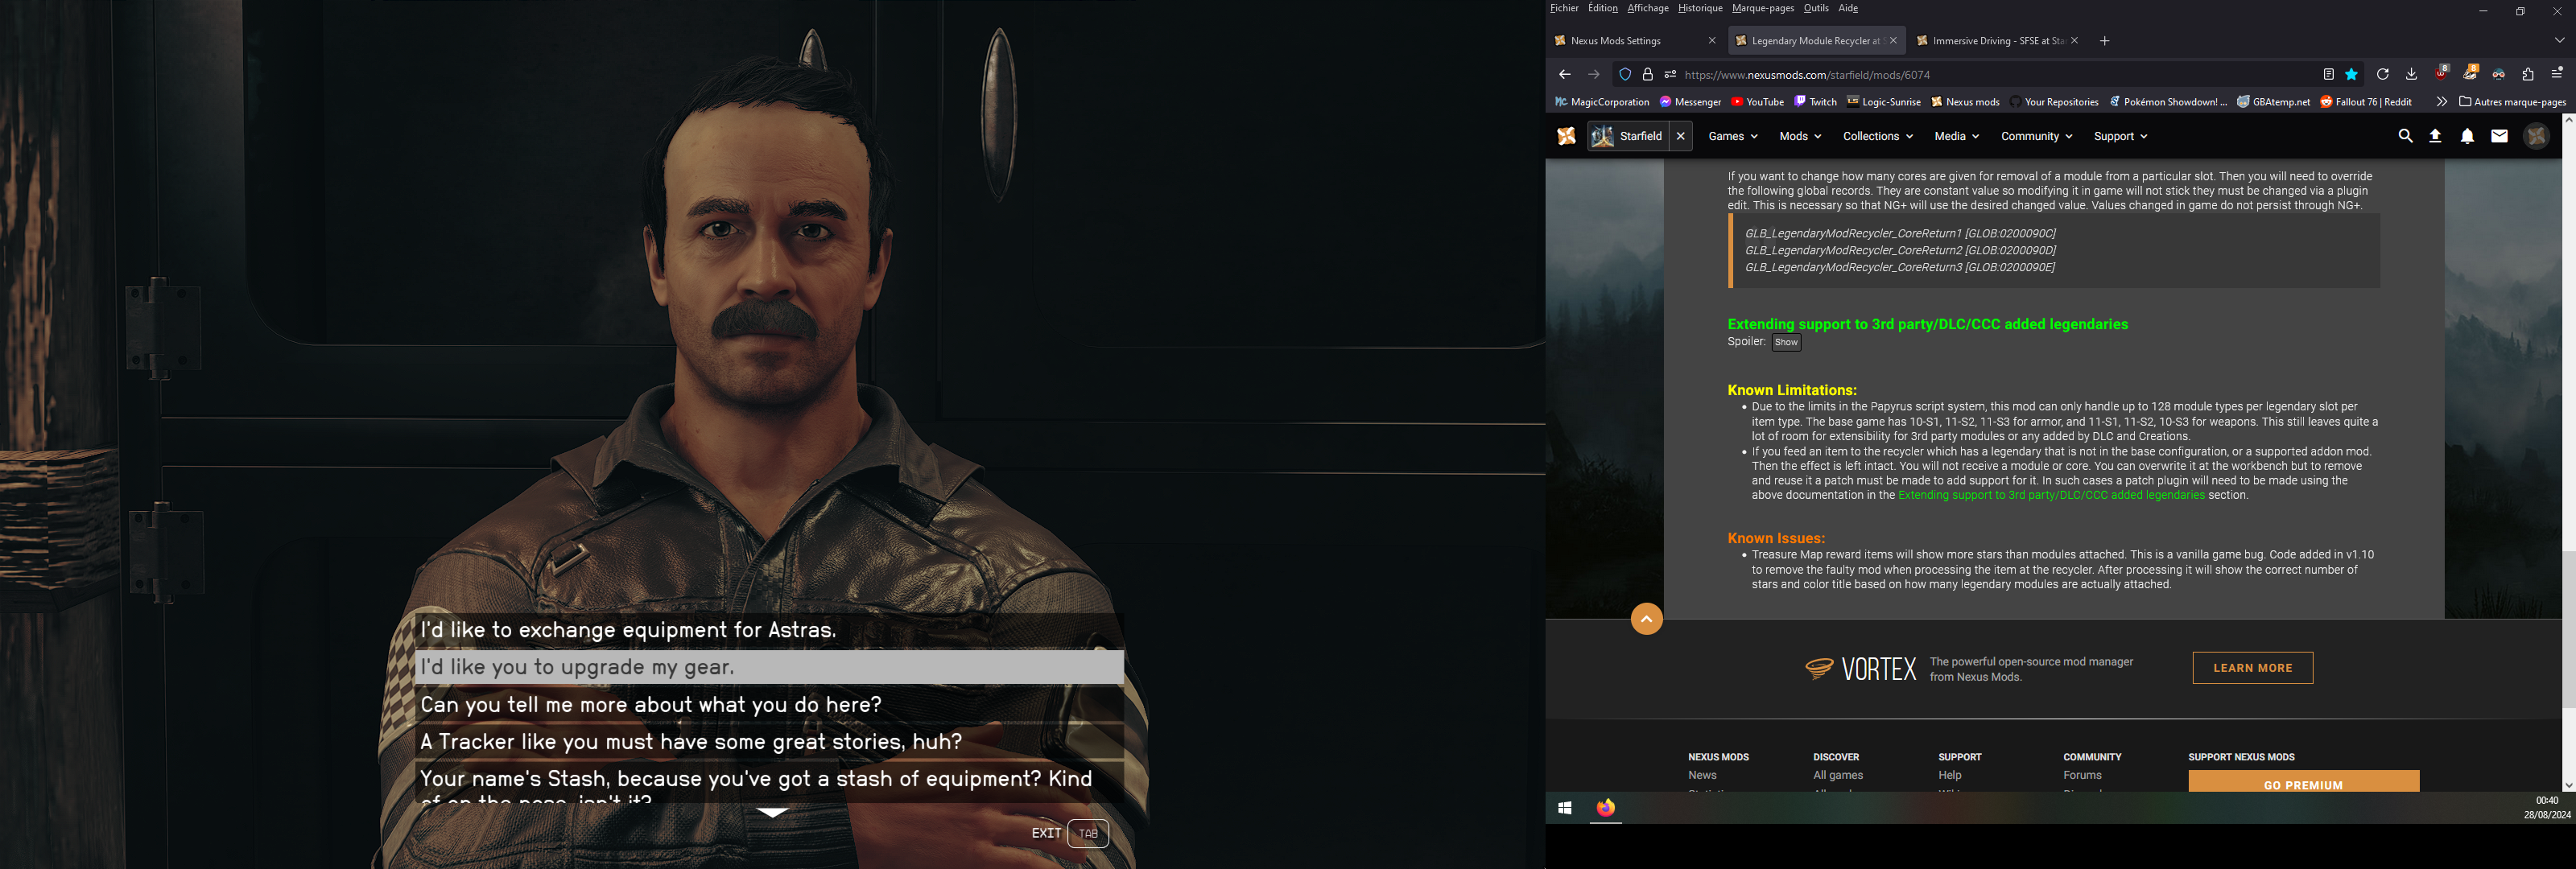 I'd like to exchange equipment for Astras.
I'd like you to upgrade my gear.
Can you tell me more about what you do here?
A Tracker like you must have some great stories, huh?
Your name's Stash, because you've got a stash of equipment? Kind
of on the nose, isn't it?
EXIT TAB
Fichier Édition Affichage Historique Marque-pages Outils Aide
Nexus Mods Settings
Legendary Module Recycler at
Immersive Driving - SFSE at Sta
https://www.nexusmods.com/starfield/mods/6074
8
8
MagicCorporation Messenger YouTube Twitch Logic-Sunrise Nexus mods Your Repositories Pokémon Showdown! ... GBAtemp.net Fallout 76 | Reddit Autres marque-pages
Starfield Games Mods Collections Media Community Support
If you want to change how many cores are given for removal of a module from a particular slot. Then you will need to override
the following global records. They are constant value so modifying it in game will not stick they must be changed via a plugin
edit. This is necessary so that NG+ will use the desired changed value. Values changed in game do not persist through NG+.
GLB_LegendaryModRecycler_CoreReturn1 [GLOB:0200090C]
GLB_LegendaryModRecycler_CoreReturn2 [GLOB:0200090D]
GLB_LegendaryModRecycler_CoreReturn3 [GLOB:0200090E]
Extending support to 3rd party/DLC/CCC added legendaries
Spoiler: Show
Known Limitations:
Due to the limits in the Papyrus script system, this mod can only handle up to 128 module types per legendary slot per
item type. The base game has 10-S1, 11-S2, 11-S3 for armor, and 11-S1, 11-S2, 10-S3 for weapons. This still leaves quite a
lot of room for extensibility for 3rd party modules or any added by DLC and Creations.
If you feed an item to the recycler which has a legendary that is not in the base configuration, or a supported addon mod.
Then the effect is left intact. You will not receive a module or core. You can overwrite it at the workbench but to remove
and reuse it a patch must be made to add support for it. In such cases a patch plugin will need to be made using the
above documentation in the Extending support to 3rd party/DLC/CCC added legendaries section.
Known Issues:
Treasure Map reward items will show more stars than modules attached. This is a vanilla game bug. Code added in v1.10
to remove the faulty mod when processing the item at the recycler. After processing it will show the correct number of
stars and color title based on how many legendary modules are actually attached.
VORTEX
The powerful open-source mod manager
from Nexus Mods.
LEARN MORE
NEXUS MODS DISCOVER SUPPORT COMMUNITY SUPPORT NEXUS MODS
News All games Help Forums
GO PREMIUM
00:40
28/08/2024